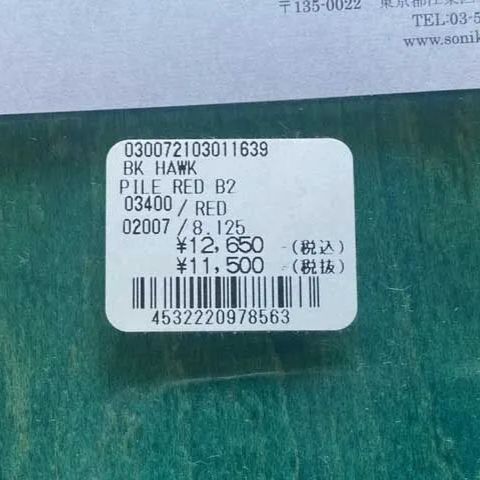 〒135-0022
TEL:03-5
www.sonik
030072103011639
BK HAWK
PILE RED B2
03400 / RED
02007 / 8.125
¥12,650 -(税込)
¥11,500 -(税抜)
4532220978563